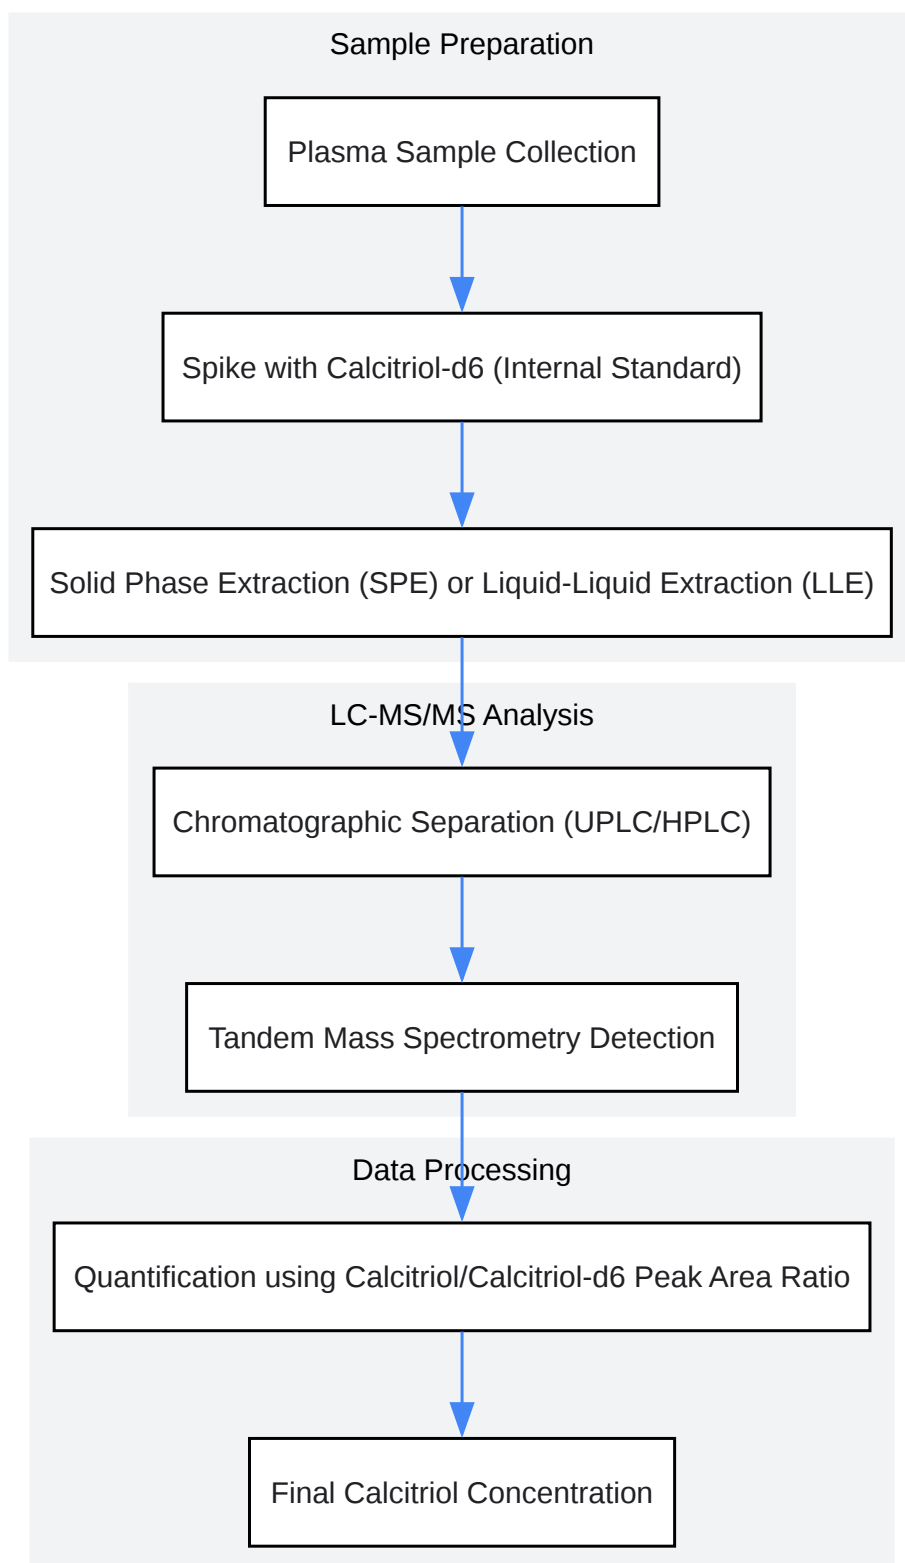 Sample Preparation
Plasma Sample Collection
Spike with Calcitriol-d6 (Internal Standard)
Solid Phase Extraction (SPE) or Liquid-Liquid Extraction (LLE)
LC-MS/MS Analysis
Chromatographic Separation (UPLC/HPLC)
Tandem Mass Spectrometry Detection
Data Processing
Quantification using Calcitriol/Calcitriol-d6 Peak Area Ratio
Final Calcitriol Concentration